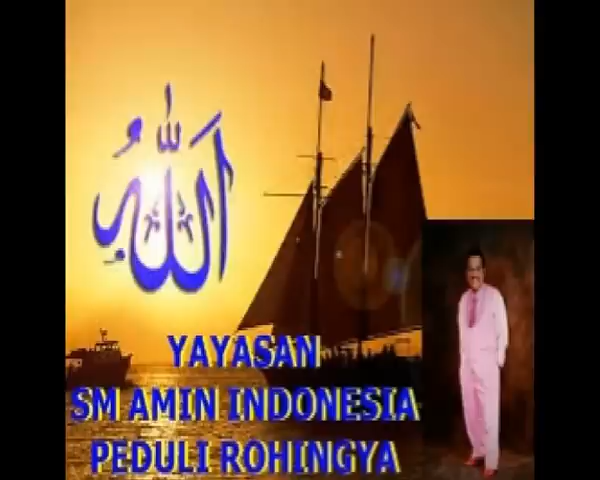 الله
YAYASAN
SM AMIN INDONESIA
PEDULI ROHINGYA